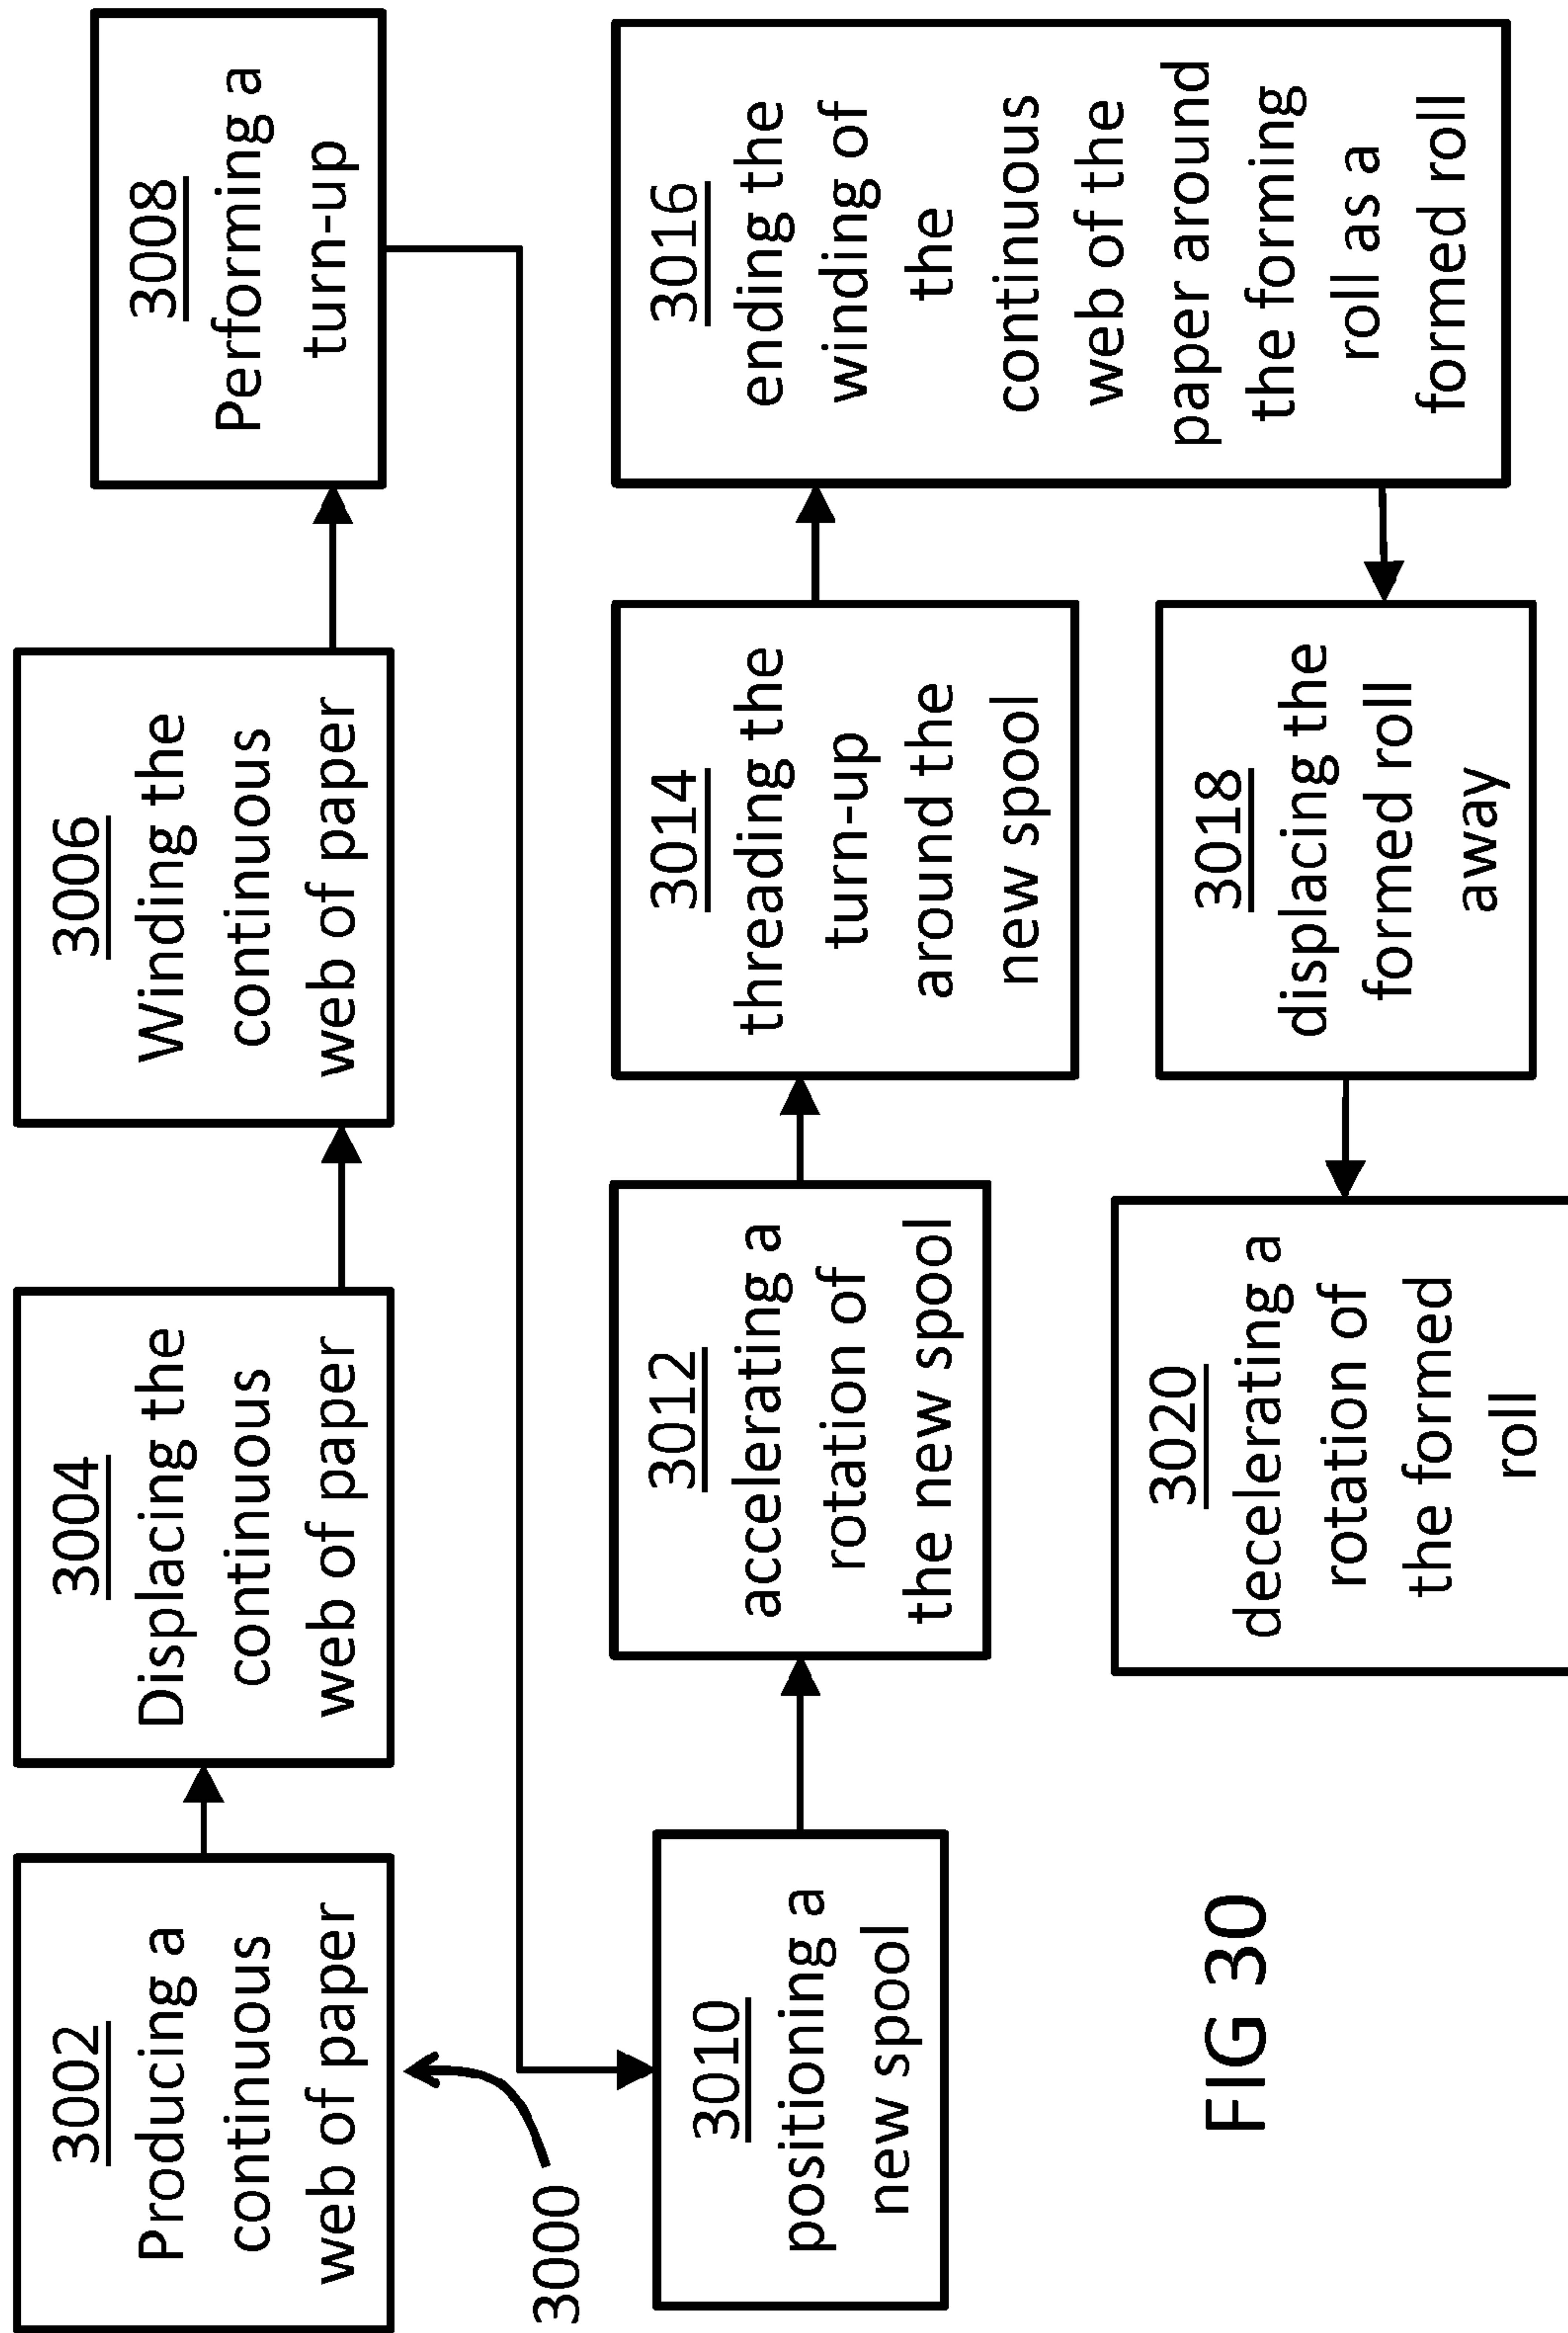 3002
Producing a
continuous
web of paper
3004
Displacing the
continuous
web of paper
3006
Winding the
continuous
web of paper
3008
Performing a
turn-up
3000
3010
positioning a
new spool
3012
accelerating a
rotation of
the new spool
3014
threading the
turn-up
around the
new spool
3016
ending the
winding of
the
continuous
web of the
paper around
the forming
roll as a
formed roll
3018
displacing the
formed roll
away
3020
decelerating a
rotation of
the formed
roll
FIG 30